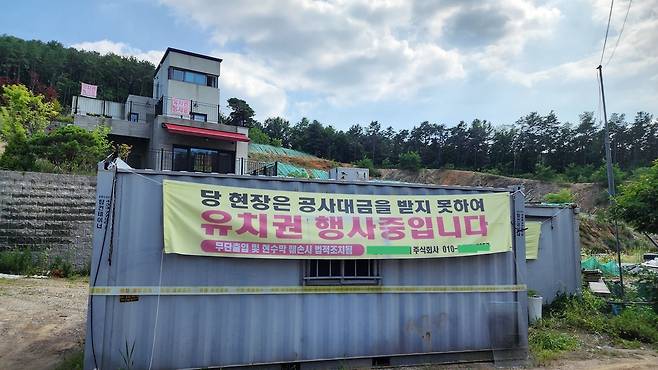 당 현장은 공사대금을 받지 못하여
유치권 행사중입니다
무단출입 및 현수막 훼손시 법적조치됨
주식회사 010-